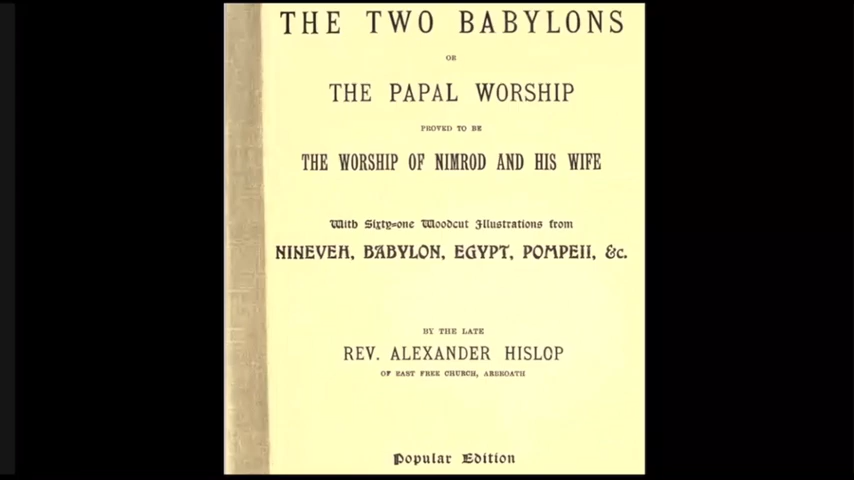 THE TWO BABYLONS
OR
THE PAPAL WORSHIP
PROVED TO BE
THE WORSHIP OF NIMROD AND HIS WIFE
With Sixty=one Woodcut Illustrations from
NINEVEH, BABYLON, EGYPT, POMPEII, &c.
BY THE LATE
REV. ALEXANDER HISLOP
OF EAST FREE CHURCH, ARBROATH
Popular Edition